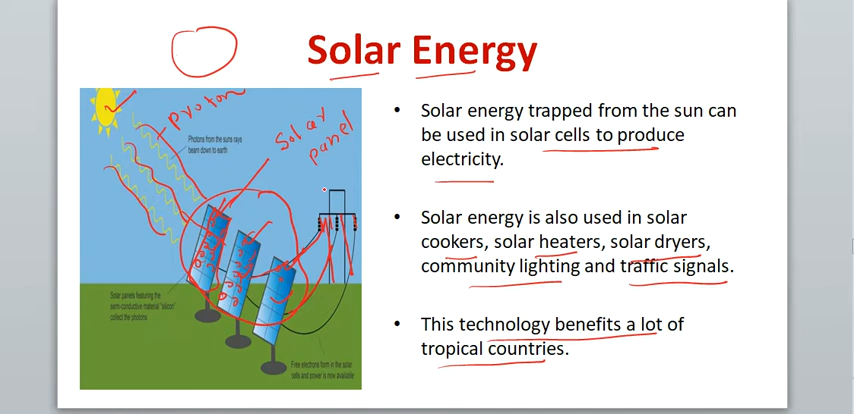 Solar Energy
Proton
Solar
panel
Photons from the suns rays
beam down to earth
Solar panels featuring the
semi-conductive material "silicon"
collect the photons
Free electrons form in the solar
cells and power is now available
• Solar energy trapped from the sun can
be used in solar cells to produce
electricity.
• Solar energy is also used in solar
cookers, solar heaters, solar dryers,
community lighting and traffic signals.
• This technology benefits a lot of
tropical countries.